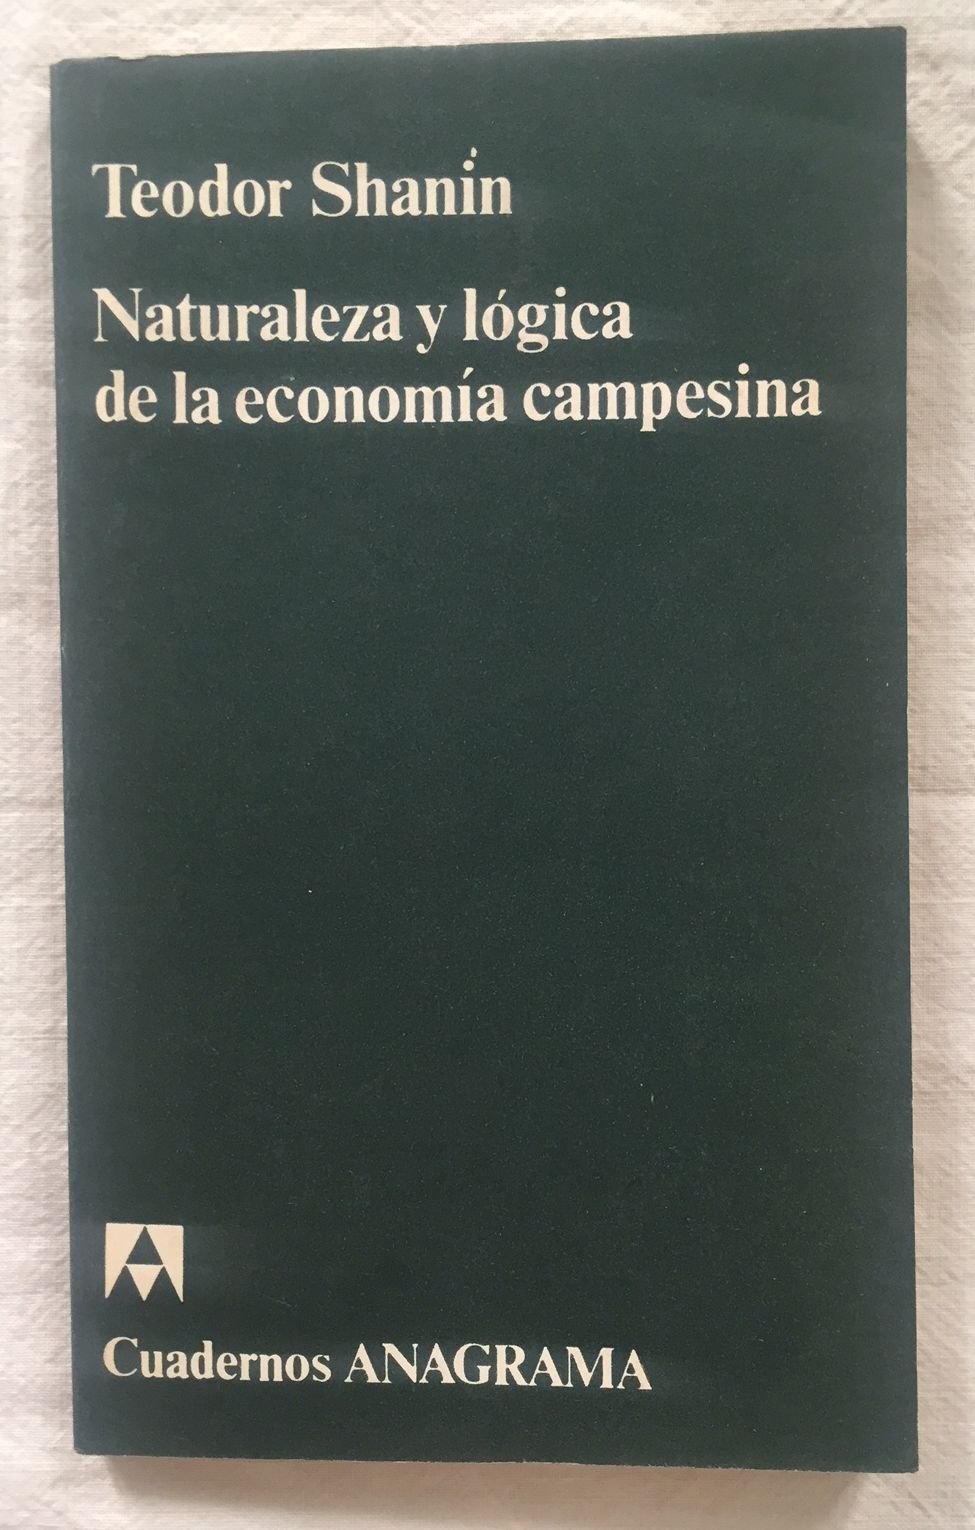 Teodor Shanin
Naturaleza y lógica
de la economía campesina
Cuadernos ANAGRAMA